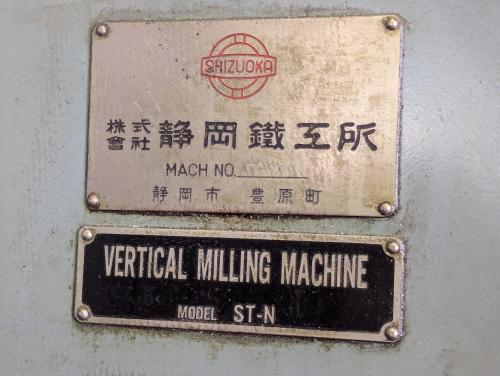 SHIZUOKA
株式會社 静岡鐵工所
MACH NO.
静岡市 豊原町
VERTICAL MILLING MACHINE
MODEL ST-N